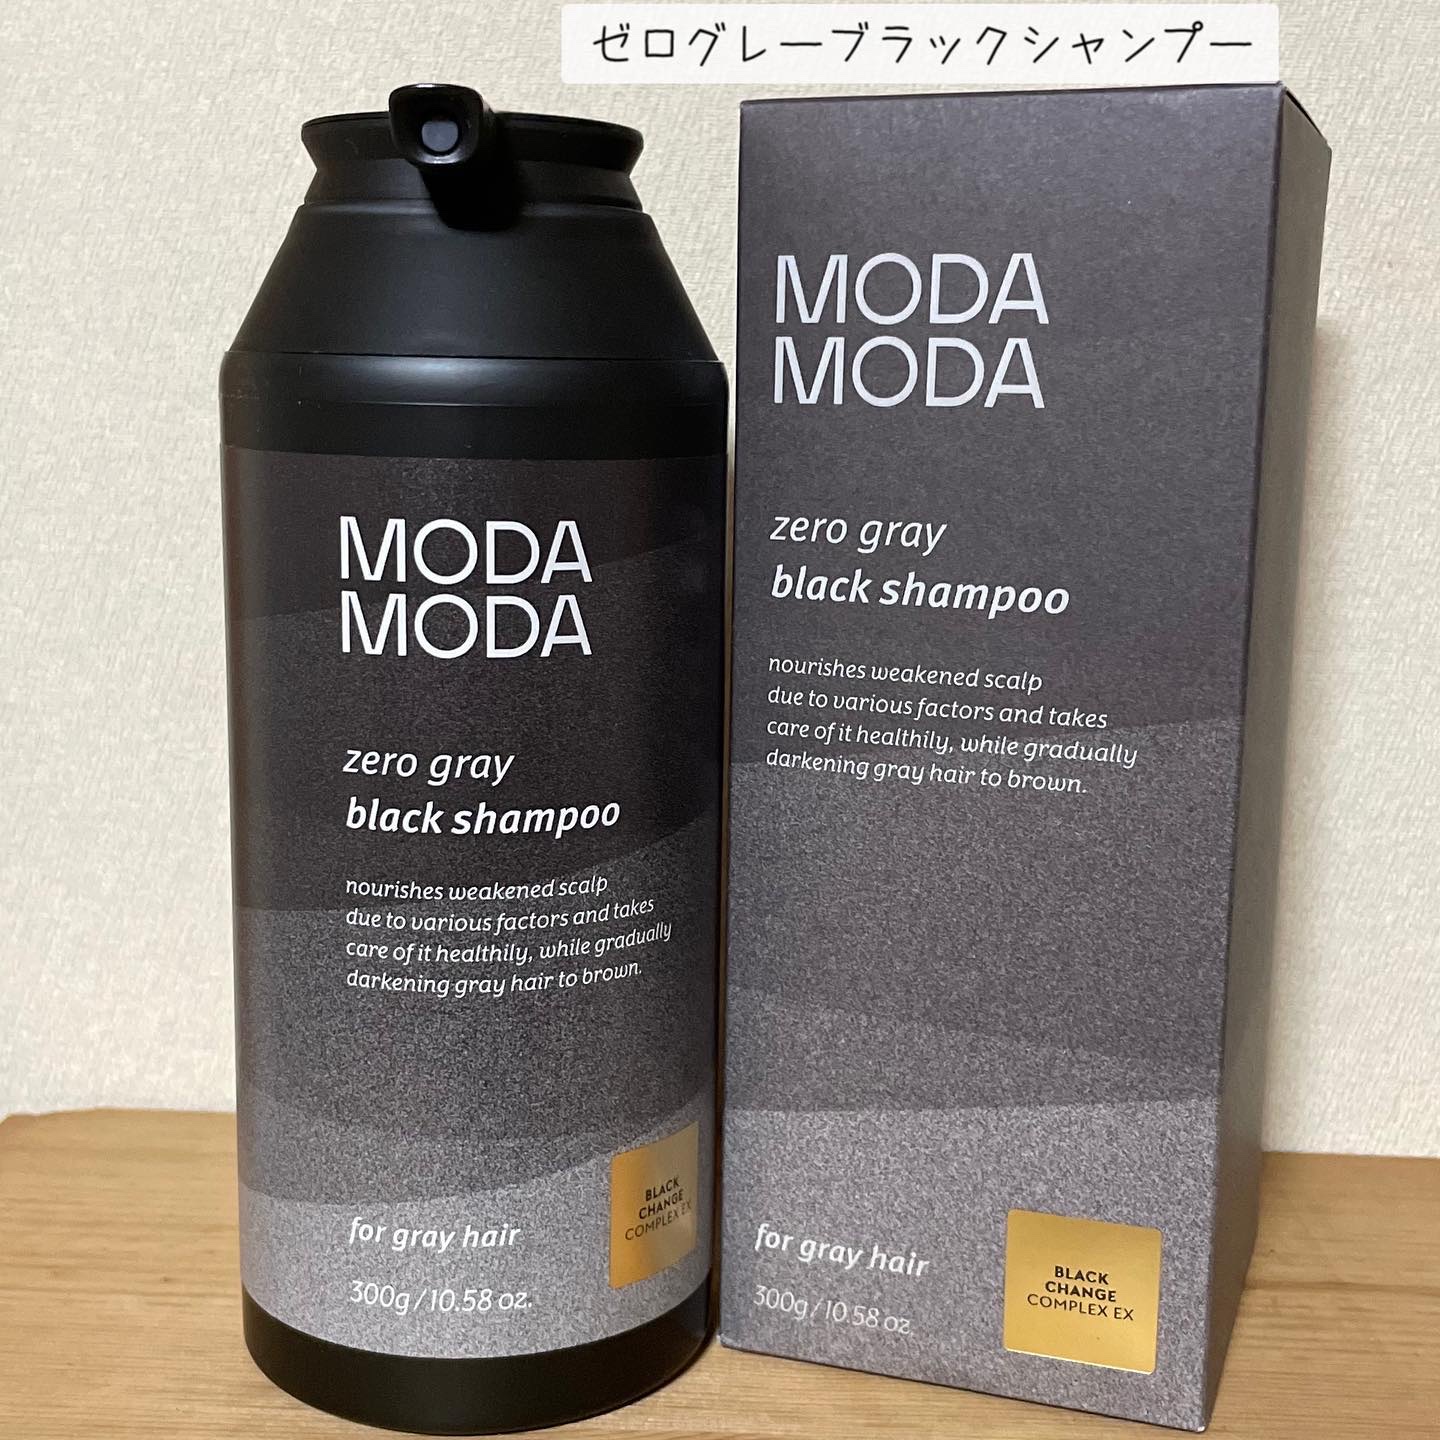 ゼログレーブラックシャンプー
MODA
MODA
zero gray
black shampoo
nourishes weakened scalp
due to various factors and takes
care of it healthily, while gradually
darkening gray hair to brown.
for gray hair
300g/10.58 oz.
BLACK
CHANGE
COMPLEX EX
MODA
MODA
zero gray
black shampoo
nourishes weakened scalp
due to various factors and takes
care of it healthily, while gradually
darkening gray hair to brown.
for gray hair
300g/10.58 oz.
BLACK
CHANGE
COMPLEX EX